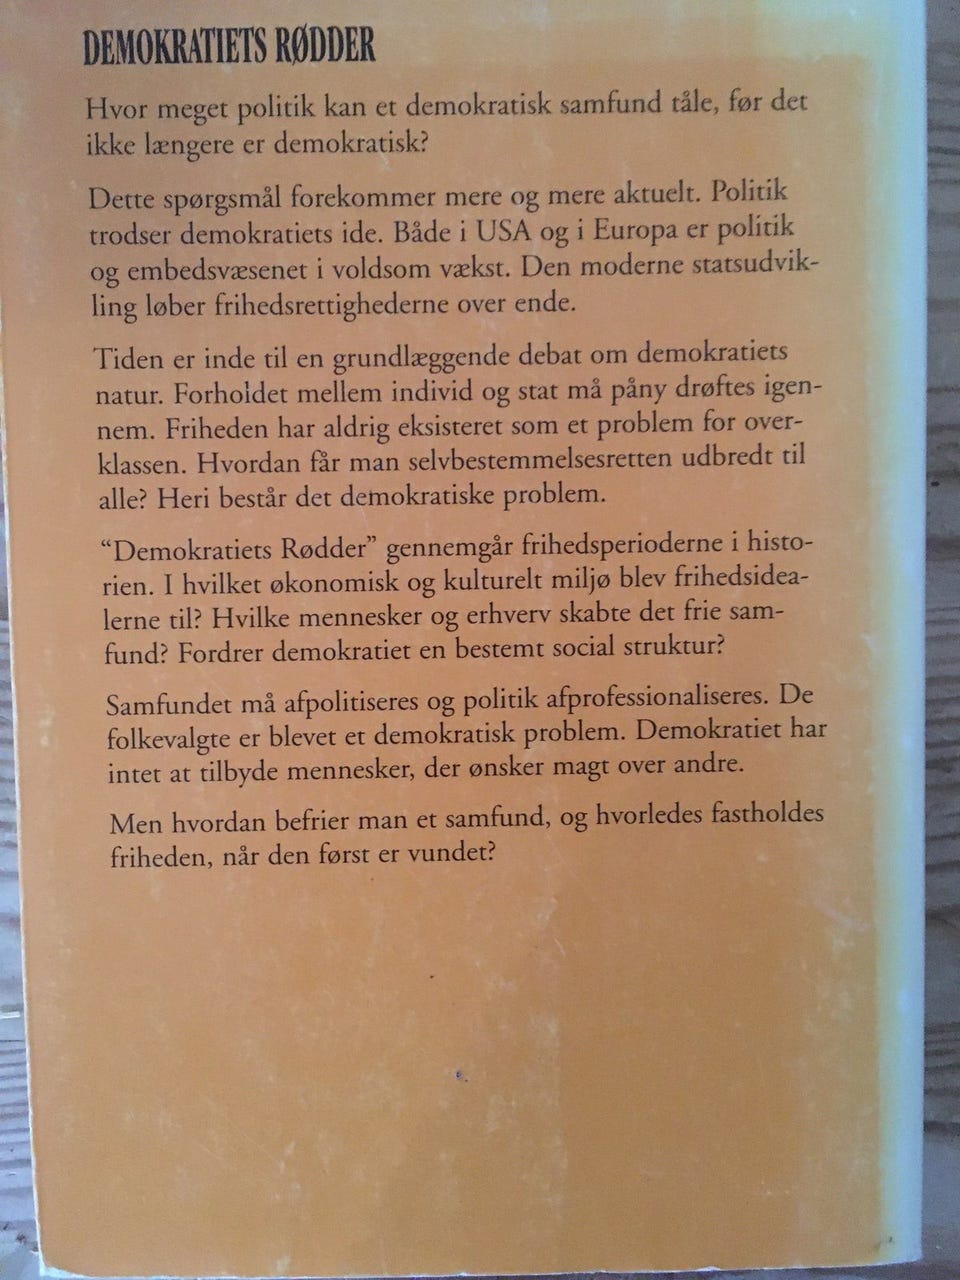 DEMOKRATIETS RØDDER
Hvor meget politik kan et demokratisk samfund tåle, før det
ikke længere er demokratisk?
Dette spørgsmål forekommer mere og mere aktuelt. Politik
trodser demokratiets ide. Både i USA og i Europa er politik
og embedsvæsenet i voldsom vækst. Den moderne statsudvik-
ling løber frihedsrettighederne over ende.
Tiden er inde til en grundlæggende debat om demokratiets
natur. Forholdet mellem individ og stat må påny drøftes igen-
nem. Friheden har aldrig eksisteret som et problem for over-
klassen. Hvordan får man selvbestemmelsesretten udbredt til
alle? Heri består det demokratiske problem.
“Demokratiets Rødder” gennemgår frihedsperioderne i histo-
rien. I hvilket økonomisk og kulturelt miljø blev frihedsidea-
lerne til? Hvilke mennesker og erhverv skabte det frie sam-
fund? Fordrer demokratiet en bestemt social struktur?
Samfundet må afpolitiseres og politik afprofessionaliseres. De
folkevalgte er blevet et demokratisk problem. Demokratiet har
intet at tilbyde mennesker, der ønsker magt over andre.
Men hvordan befrier man et samfund, og hvorledes fastholdes
friheden, når den først er vundet?